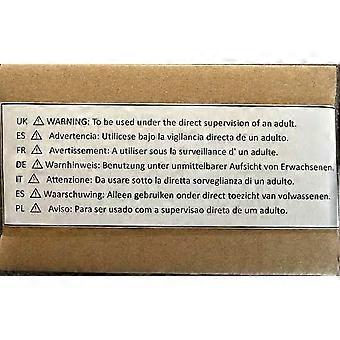 UK ⚠ WARNING: To be used under the direct supervision of an adult.
ES ⚠ Advertencia: Utilicese bajo la vigilancia directa de un adulto.
FR ⚠ Avertissement: A utiliser sous la surveillance d' un adulte.
DE ⚠ Warnhinweis: Benutzung unter unmittelbarer Aufsicht von Erwachsenen.
IT ⚠ Attenzione: Da usare sotto la diretta sorveglianza di un adulto.
ES ⚠ Waarschuwing: Alleen gebruiken onder direct toezicht van volwassenen.
PL ⚠ Aviso: Para ser usado com a supervisao direta de um adulto.